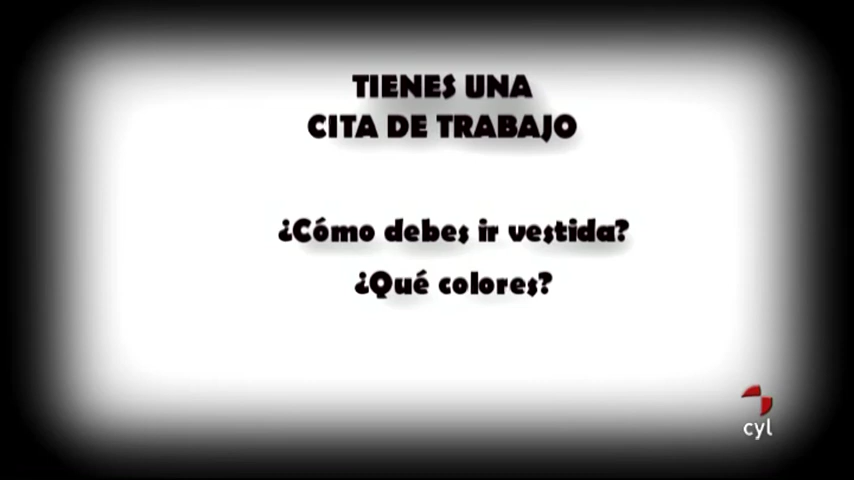 TIENES UNA
CITA DE TRABAJO
¿Cómo debes ir vestida?
¿Qué colores?
cyl